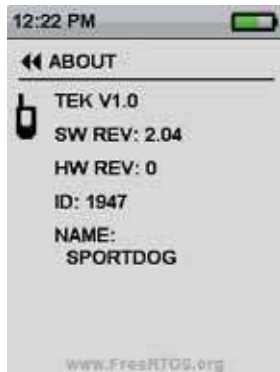 12:22 PM
ABOUT
TEK V1.0
SW REV: 2.04
HW REV: 0
ID: 1947
NAME:
SPORTDOG
www.FreeRTOS.org